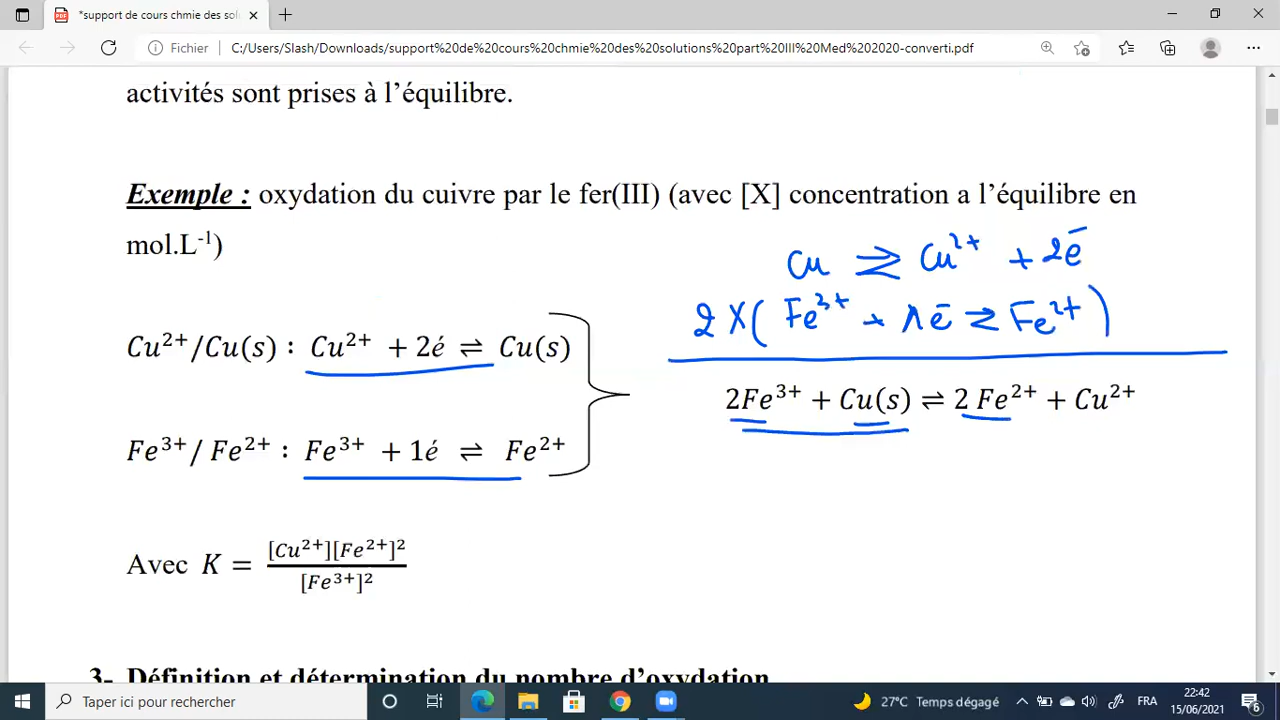 *support de cours chmie des sol
Fichier
C:/Users/Slash/Downloads/support%20de%20cours%20chmie%20des%20solutions%20part%20III%20Med%202020-converti.pdf
activités sont prises à l’équilibre.
Exemple : oxydation du cuivre par le fer(III) (avec [X] concentration a l’équilibre en
mol.L⁻¹)
Cu ⇌ Cu²⁺ + 2e̅
2 X( Fe³⁺ + 1e̅ ⇌ Fe²⁺ )
Cu²⁺/Cu(s) : Cu²⁺ + 2é ⇌ Cu(s)
2Fe³⁺ + Cu(s) ⇌ 2 Fe²⁺ + Cu²⁺
Fe³⁺/ Fe²⁺ : Fe³⁺ + 1é ⇌ Fe²⁺
Avec K = [Cu²⁺][Fe²⁺]² / [Fe³⁺]²
3- Définition et détermination du nombre d’oxydation
Taper ici pour rechercher
27°C Temps dégagé
FRA
22:42
15/06/2021
6